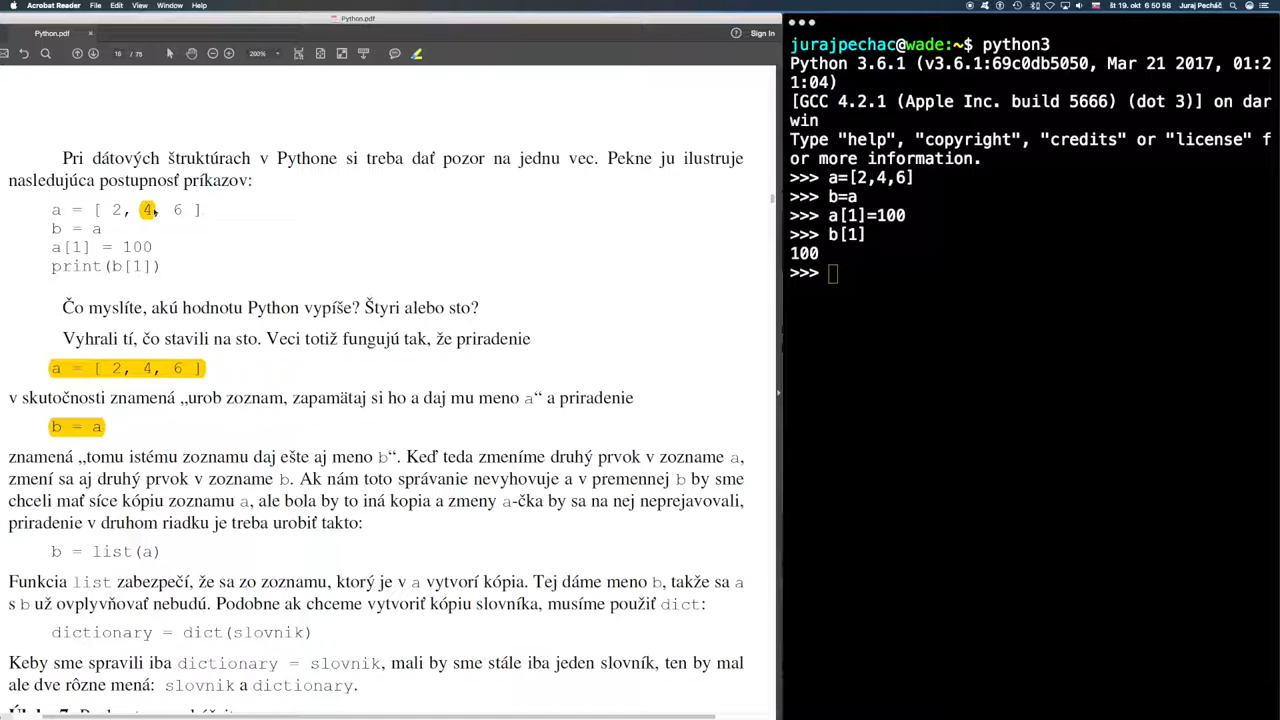 Acrobat Reader File Edit View Window Help
št 19. okt 6 50 58 Juraj Pecháč
Python.pdf
Python.pdf
16 / 75
200%
Sign In
Pri dátových štruktúrach v Pythone si treba dať pozor na jednu vec. Pekne ju ilustruje
nasledujúca postupnosť príkazov:
a = [ 2, 4, 6 ]
b = a
a[1] = 100
print(b[1])
Čo myslíte, akú hodnotu Python vypíše? Štyri alebo sto?
Vyhrali tí, čo stavili na sto. Veci totiž fungujú tak, že priradenie
a = [ 2, 4, 6 ]
v skutočnosti znamená „urob zoznam, zapamätaj si ho a daj mu meno a“ a priradenie
b = a
znamená „tomu istému zoznamu daj ešte aj meno b“. Keď teda zmeníme druhý prvok v zozname a,
zmení sa aj druhý prvok v zozname b. Ak nám toto správanie nevyhovuje a v premennej b by sme
chceli mať síce kópiu zoznamu a, ale bola by to iná kopia a zmeny a-čka by sa na nej neprejavovali,
priradenie v druhom riadku je treba urobiť takto:
b = list(a)
Funkcia list zabezpečí, že sa zo zoznamu, ktorý je v a vytvorí kópia. Tej dáme meno b, takže sa a
s b už ovplyvňovať nebudú. Podobne ak chceme vytvoriť kópiu slovníka, musíme použiť dict:
dictionary = dict(slovnik)
Keby sme spravili iba dictionary = slovnik, mali by sme stále iba jeden slovník, ten by mal
ale dve rôzne mená: slovnik a dictionary.
jurajpechac@wade:~$ python3
Python 3.6.1 (v3.6.1:69c0db5050, Mar 21 2017, 01:2
1:04)
[GCC 4.2.1 (Apple Inc. build 5666) (dot 3)] on dar
win
Type "help", "copyright", "credits" or "license" f
or more information.
>>> a=[2,4,6]
>>> b=a
>>> a[1]=100
>>> b[1]
100
>>>